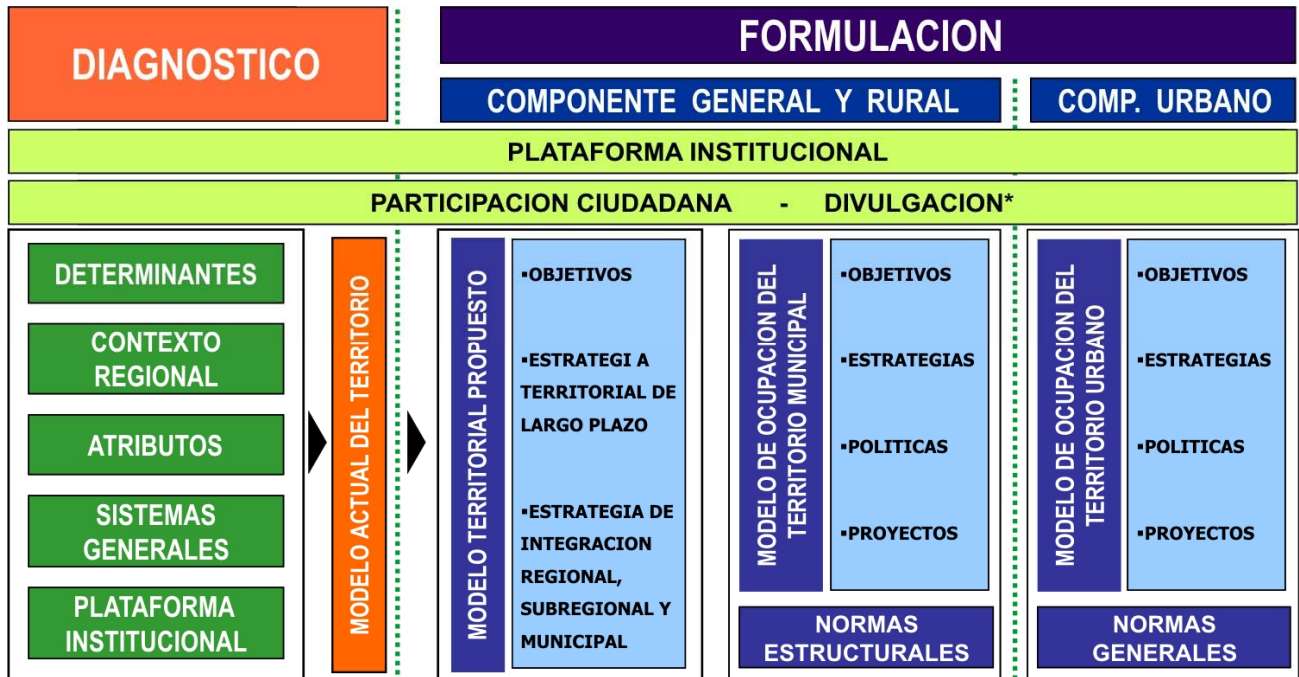 DIAGNOSTICO
FORMULACION
COMPONENTE GENERAL Y RURAL
COMP. URBANO
PLATAFORMA INSTITUCIONAL
PARTICIPACION CIUDADANA - DIVULGACION*
DETERMINANTES
CONTEXTO
REGIONAL
ATRIBUTOS
SISTEMAS
GENERALES
PLATAFORMA
INSTITUCIONAL
MODELO ACTUAL DEL TERRITORIO
MODELO TERRITORIAL PROPUESTO
▪OBJETIVOS
▪ESTRATEGI A
TERRITORIAL DE
LARGO PLAZO
▪ESTRATEGIA DE
INTEGRACION
REGIONAL,
SUBREGIONAL Y
MUNICIPAL
MODELO DE OCUPACION DEL
TERRITORIO MUNICIPAL
▪OBJETIVOS
▪ESTRATEGIAS
▪POLITICAS
▪PROYECTOS
NORMAS
ESTRUCTURALES
MODELO DE OCUPACION DEL
TERRITORIO URBANO
▪OBJETIVOS
▪ESTRATEGIAS
▪POLITICAS
▪PROYECTOS
NORMAS
GENERALES